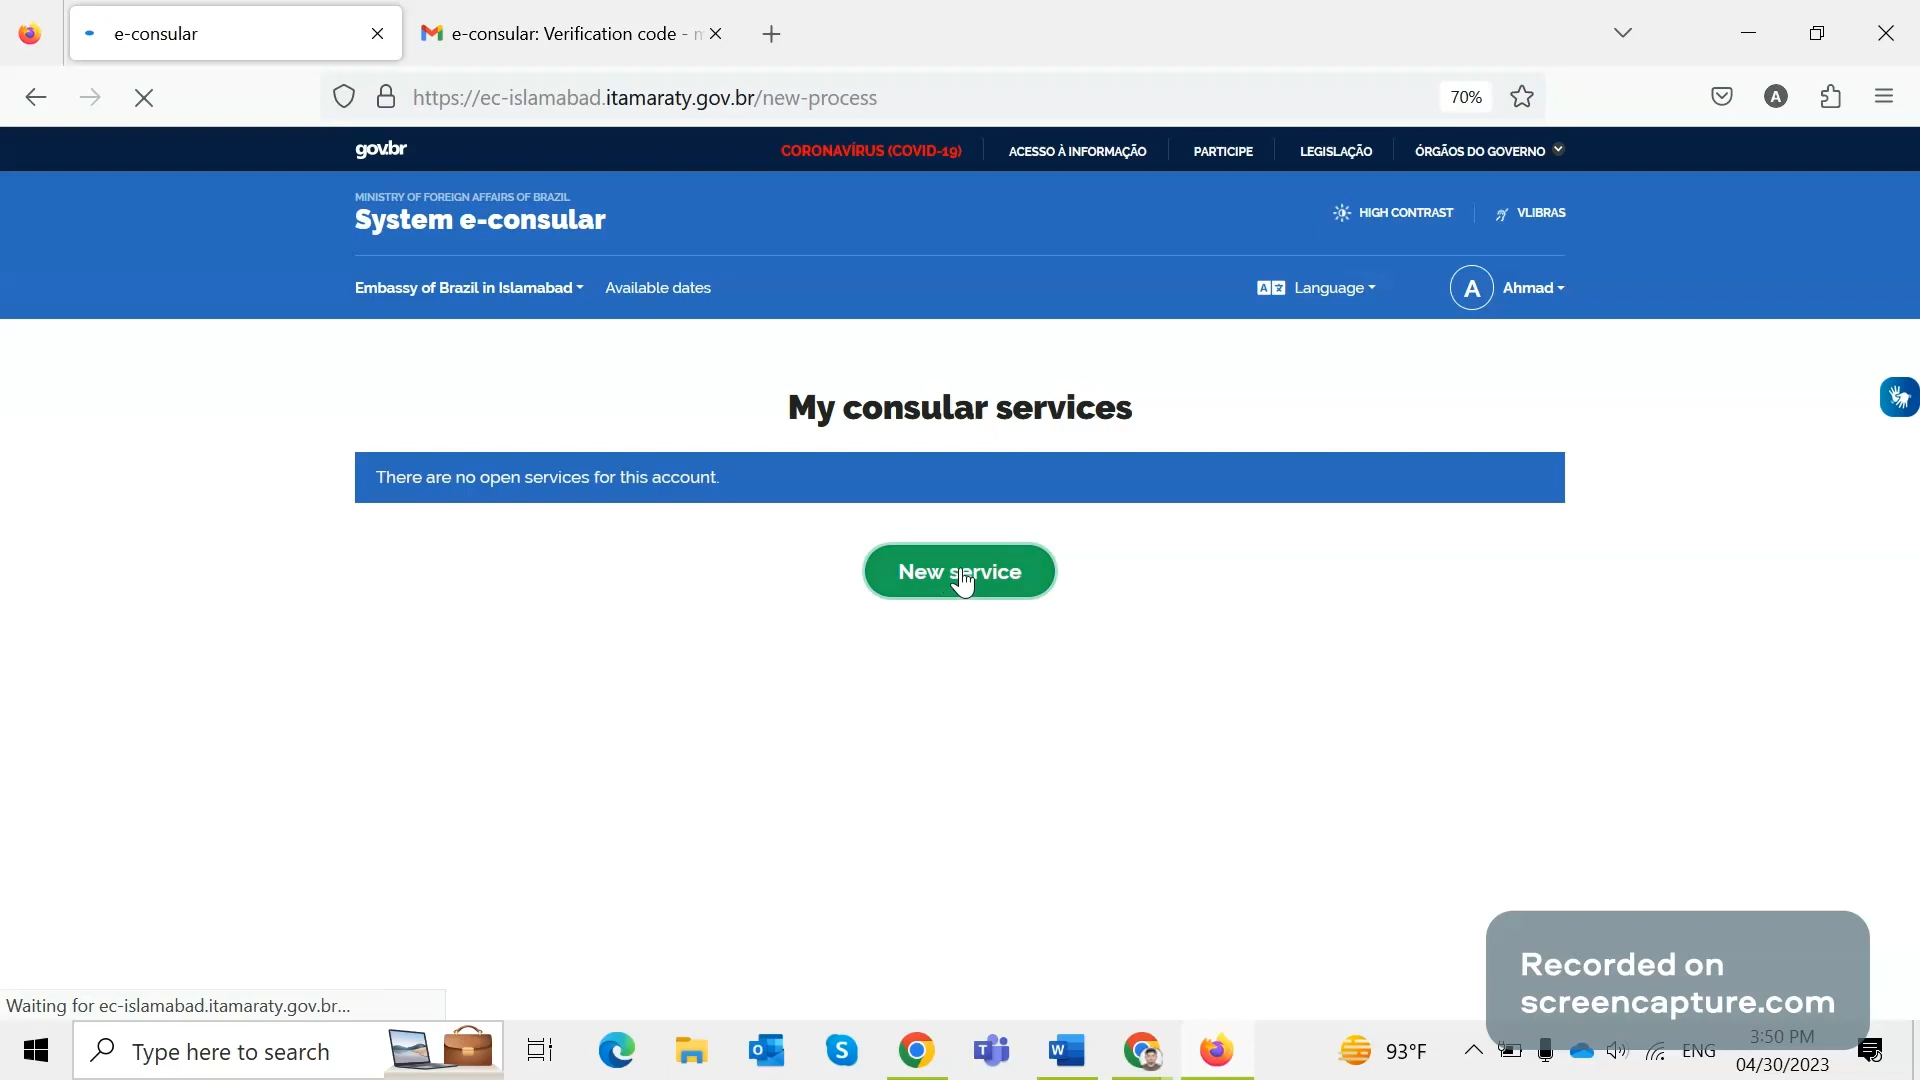 e-consular
e-consular: Verification code -
https://ec-islamabad.itamaraty.gov.br/new-process
70%
A
gov.br
CORONAVÍRUS (COVID-19)
ACESSO À INFORMAÇÃO
PARTICIPE
LEGISLAÇÃO
ÓRGÃOS DO GOVERNO
MINISTRY OF FOREIGN AFFAIRS OF BRAZIL
System e-consular
HIGH CONTRAST
VLIBRAS
Embassy of Brazil in Islamabad
Available dates
Language
A
Ahmad
My consular services
There are no open services for this account.
New service
Recorded on
screencapture.com
Waiting for ec-islamabad.itamaraty.gov.br...
Type here to search
93°F
ENG
3:50 PM
04/30/2023